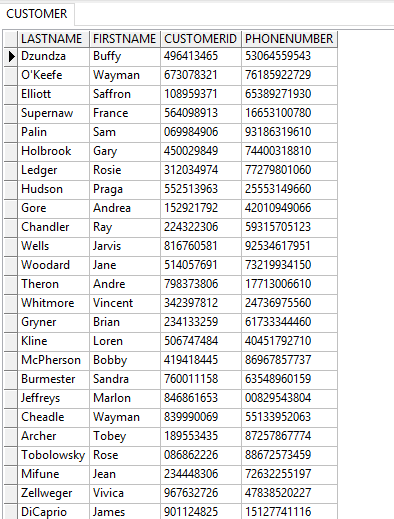 CUSTOMER
LASTNAME FIRSTNAME CUSTOMERID PHONENUMBER
Dzundza Buffy 496413465 53064559543
O'Keefe Wayman 673078321 76185922729
Elliott Saffron 108959371 65389271930
Supernaw France 564098913 16653100780
Palin Sam 069984906 93186319610
Holbrook Gary 450029849 74400318810
Ledger Rosie 312034974 77279801060
Hudson Praga 552513963 25553149660
Gore Andrea 152921792 42010949066
Chandler Ray 224322306 59315705123
Wells Jarvis 816760581 92534617951
Woodard Jane 514057691 73219934150
Theron Andre 798373806 17713006610
Whitmore Vincent 342397812 24736975560
Gryner Brian 234133259 61733344460
Kline Loren 506747484 40451792710
McPherson Bobby 419418445 86967857737
Burmester Sandra 760011158 63548960159
Jeffreys Marlon 846861653 00829543804
Cheadle Wayman 839990069 55133952063
Archer Tobey 189553435 87257867774
Tobolowsky Rose 086862226 88672573459
Mifune Jean 234448306 72632255197
Zellweger Vivica 967632726 47838520227
DiCaprio James 901124825 15127741116